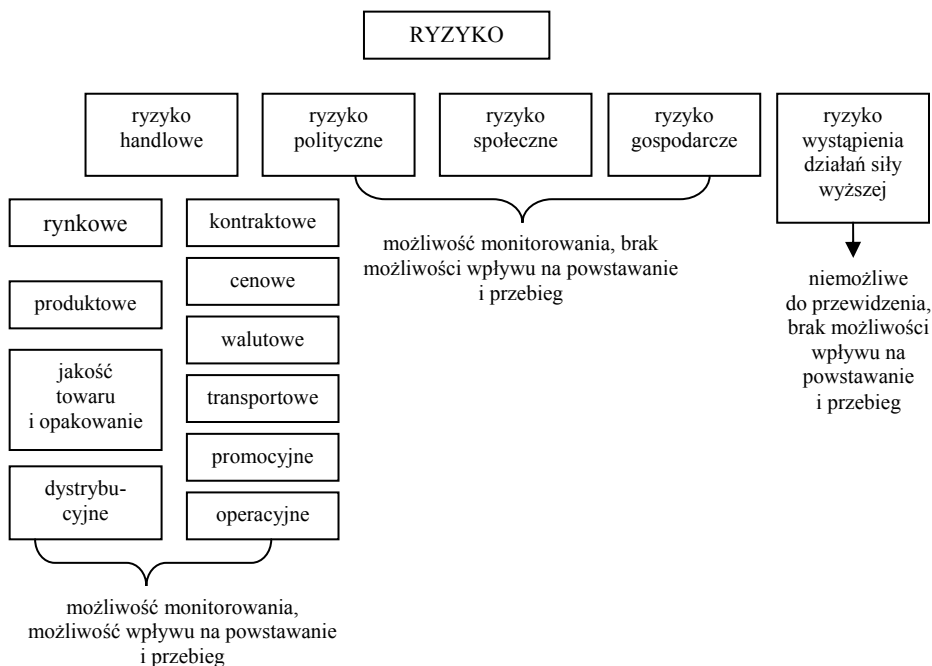 RYZYKO
ryzyko
handlowe
ryzyko
polityczne
ryzyko
społeczne
ryzyko
gospodarcze
ryzyko
wystąpienia
działań siły
wyższej
rynkowe
produktowe
jakość
towaru
i opakowanie
dystrybu-
cyjne
kontraktowe
cenowe
walutowe
transportowe
promocyjne
operacyjne
możliwość monitorowania,
możliwość wpływu na powstawanie
i przebieg
możliwość monitorowania, brak
możliwości wpływu na powstawanie
i przebieg
niemożliwe
do przewidzenia,
brak możliwości
wpływu na
powstawanie
i przebieg